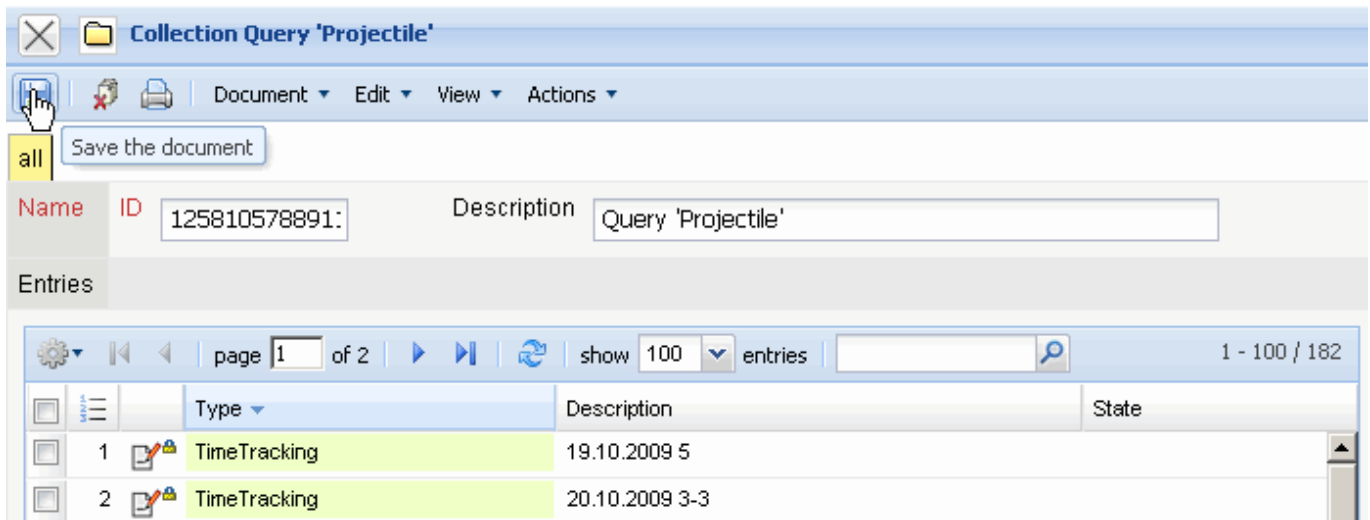 Collection Query 'Projectile'
Document Edit View Actions
Save the document
all
Name ID 125810578891: Description Query 'Projectile'
Entries
page 1 of 2 show 100 entries 1 - 100 / 182
Type Description State
1 TimeTracking 19.10.2009 5
2 TimeTracking 20.10.2009 3-3